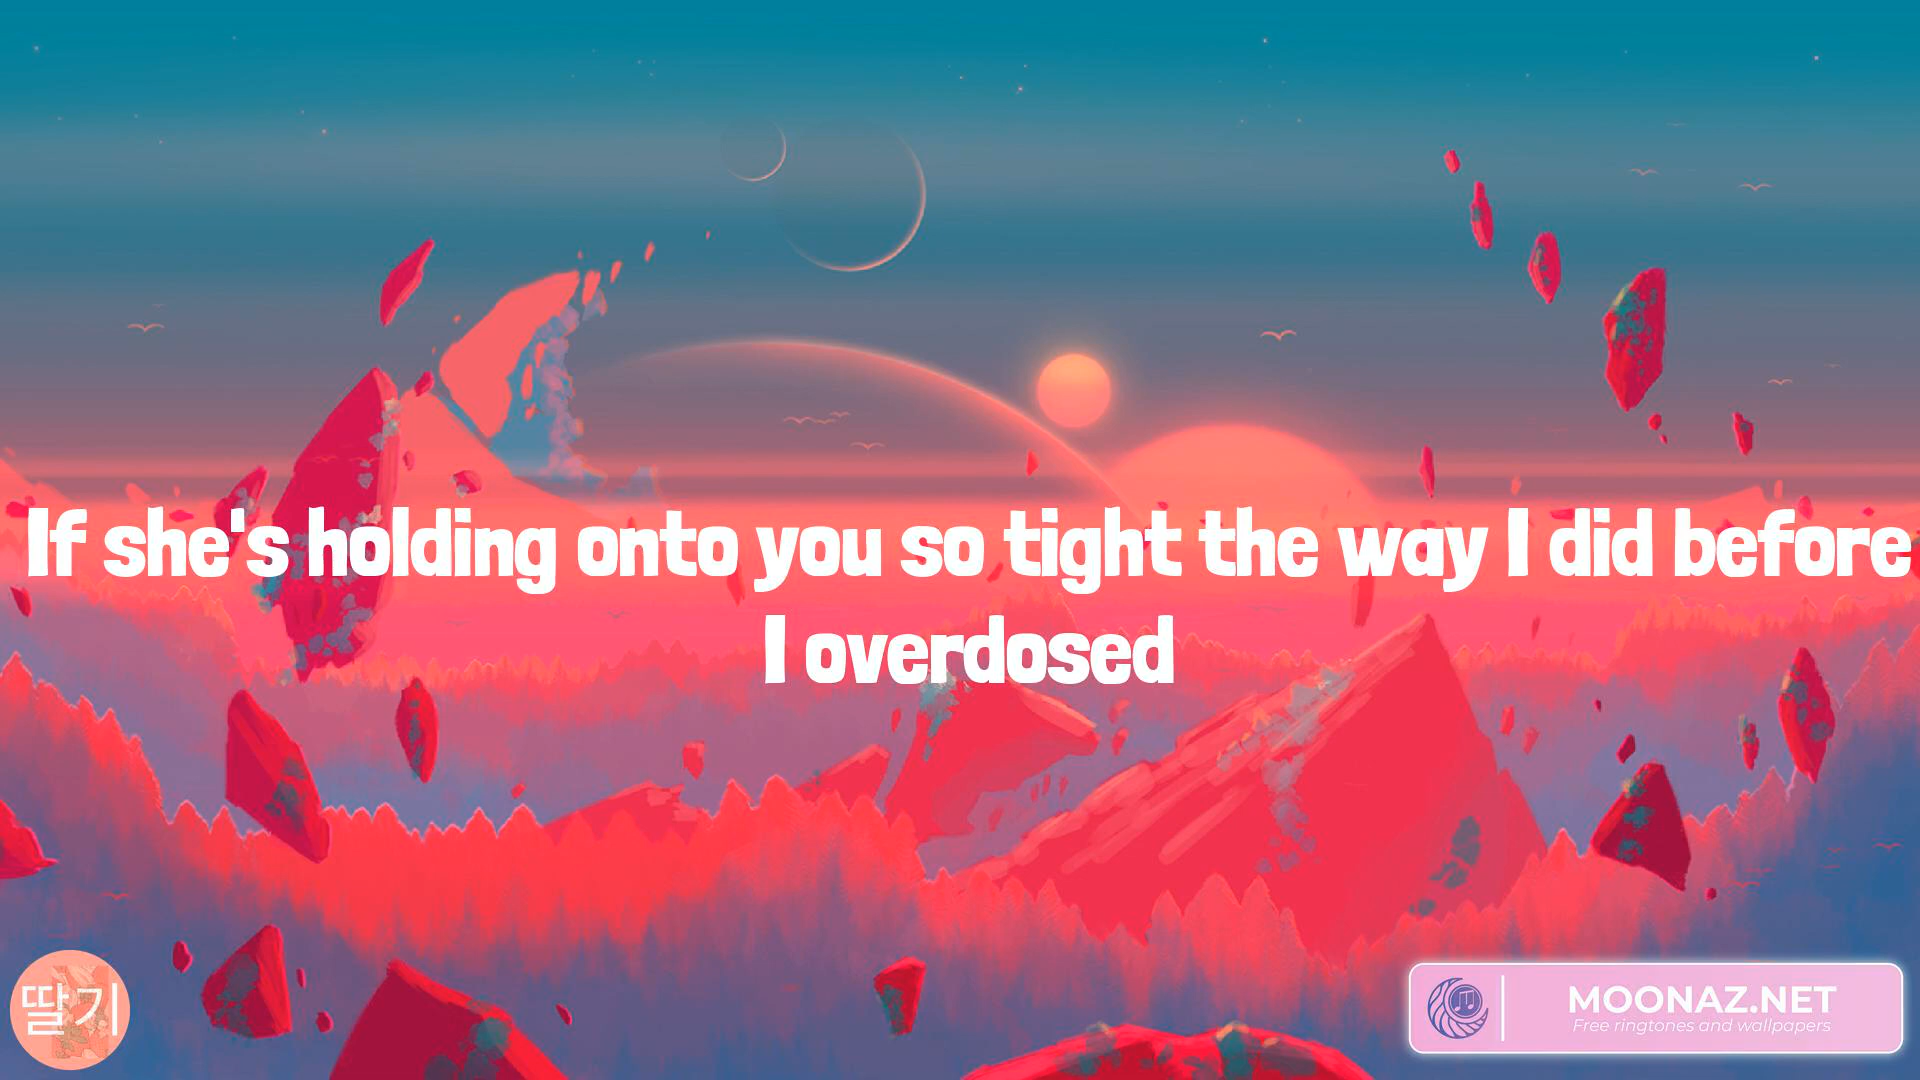 If she's holding onto you so tight the way I did before
I overdosed
딸기
MOONAZ.NET
Free ringtones and wallpapers